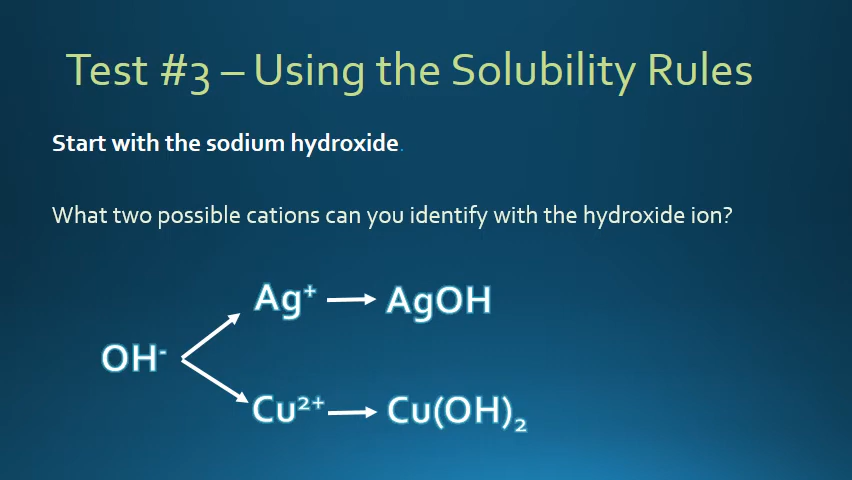 Test #3 – Using the Solubility Rules
Start with the sodium hydroxide.
What two possible cations can you identify with the hydroxide ion?
Ag⁺ → AgOH
OH⁻
Cu²⁺ → Cu(OH)₂